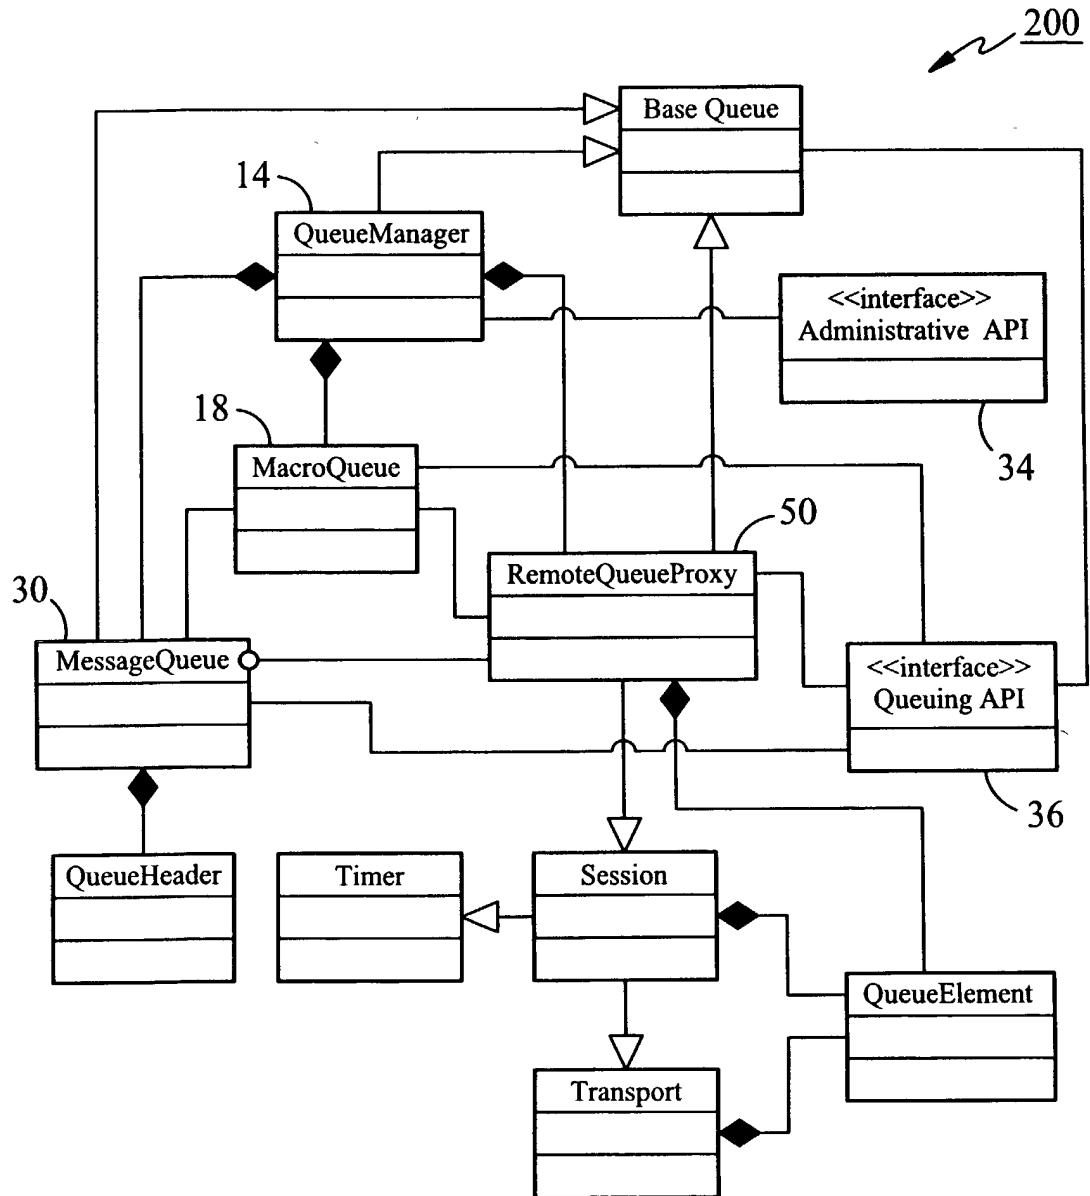 200
Base Queue
14
QueueManager
<<interface>>
Administrative API
34
18
MacroQueue
50
RemoteQueueProxy
30
MessageQueue
<<interface>>
Queuing API
36
QueueHeader
Timer
Session
QueueElement
Transport